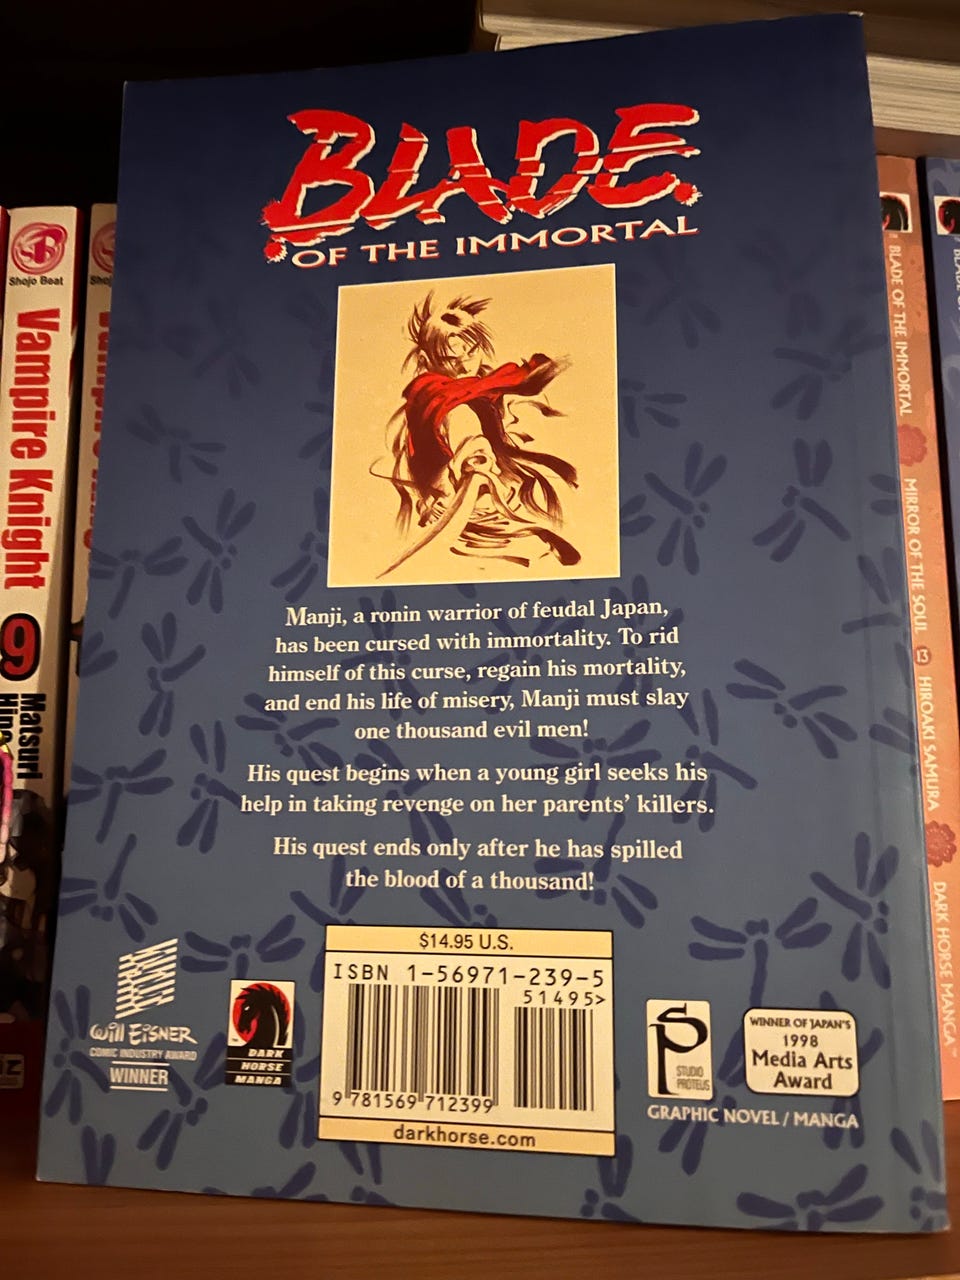 BLADE
OF THE IMMORTAL
Manji, a ronin warrior of feudal Japan,
has been cursed with immortality. To rid
himself of this curse, regain his mortality,
and end his life of misery, Manji must slay
one thousand evil men!
His quest begins when a young girl seeks his
help in taking revenge on her parents' killers.
His quest ends only after he has spilled
the blood of a thousand!
Will Eisner
COMIC INDUSTRY AWARD
WINNER
DARK
HORSE
MANGA
$14.95 U.S.
ISBN 1-56971-239-5
51495>
9 781569 712399
darkhorse.com
S
P
STUDIO
PROTEUS
WINNER OF JAPAN'S
1998
Media Arts
Award
GRAPHIC NOVEL / MANGA
Shojo Beat
Vampire Knight
9
Matsuri
Shoj
BLADE OF THE IMMORTAL
MIRROR OF THE SOUL
13
HIROAKI SAMURA
DARK HORSE MANGA™
BLADE